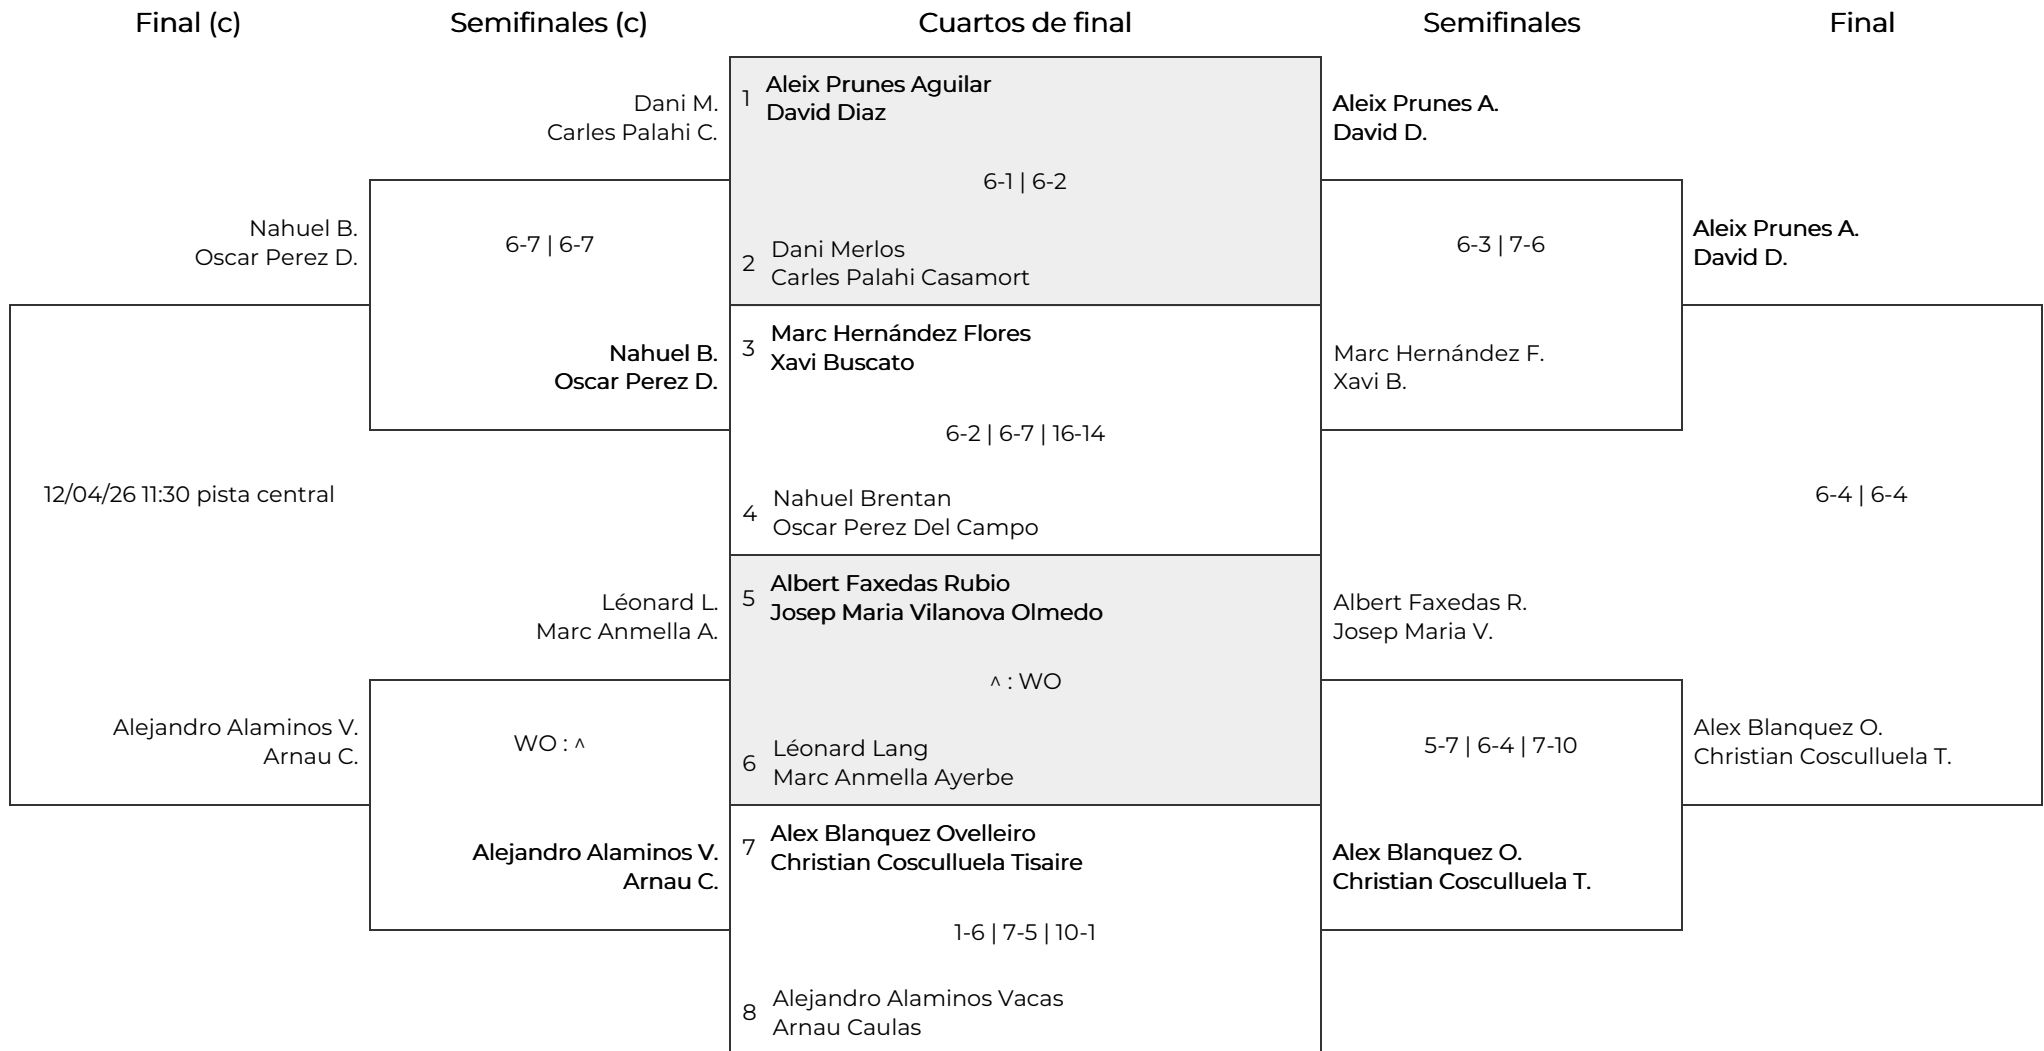 Final (c)
Semifinales (c)
Cuartos de final
Semifinales
Final
Nahuel B.
Oscar Perez D.
12/04/26 11:30 pista central
Alejandro Alaminos V.
Arnau C.
Dani M.
Carles Palahi C.
6-7 | 6-7
Nahuel B.
Oscar Perez D.
Léonard L.
Marc Anmella A.
WO : ^
Alejandro Alaminos V.
Arnau C.
1 Aleix Prunes Aguilar
David Diaz
6-1 | 6-2
2 Dani Merlos
Carles Palahi Casamort
3 Marc Hernández Flores
Xavi Buscato
6-2 | 6-7 | 16-14
4 Nahuel Brentan
Oscar Perez Del Campo
5 Albert Faxedas Rubio
Josep Maria Vilanova Olmedo
^ : WO
6 Léonard Lang
Marc Anmella Ayerbe
7 Alex Blanquez Ovelleiro
Christian Coscullluela Tisaire
1-6 | 7-5 | 10-1
8 Alejandro Alaminos Vacas
Arnau Caulas
Aleix Prunes A.
David D.
6-3 | 7-6
Marc Hernández F.
Xavi B.
Albert Faxedas R.
Josep Maria V.
5-7 | 6-4 | 7-10
Alex Blanquez O.
Christian Cosculluela T.
Aleix Prunes A.
David D.
6-4 | 6-4
Alex Blanquez O.
Christian Cosculluela T.